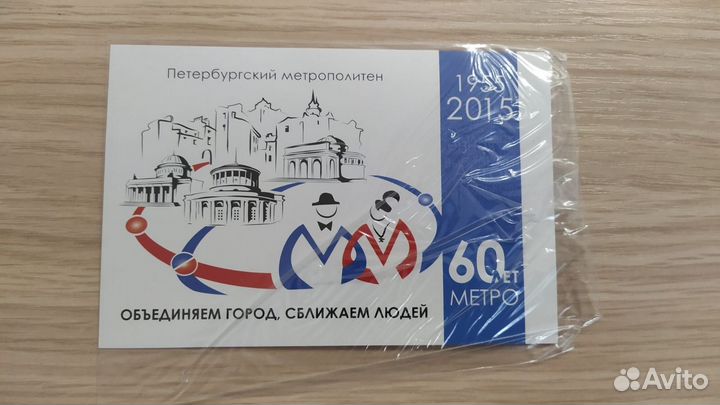 Петербургский метрополитен
1955
2015
60 ЛЕТ
МЕТРО
ОБЪЕДИНЯЕМ ГОРОД, СБЛИЖАЕМ ЛЮДЕЙ
Avito